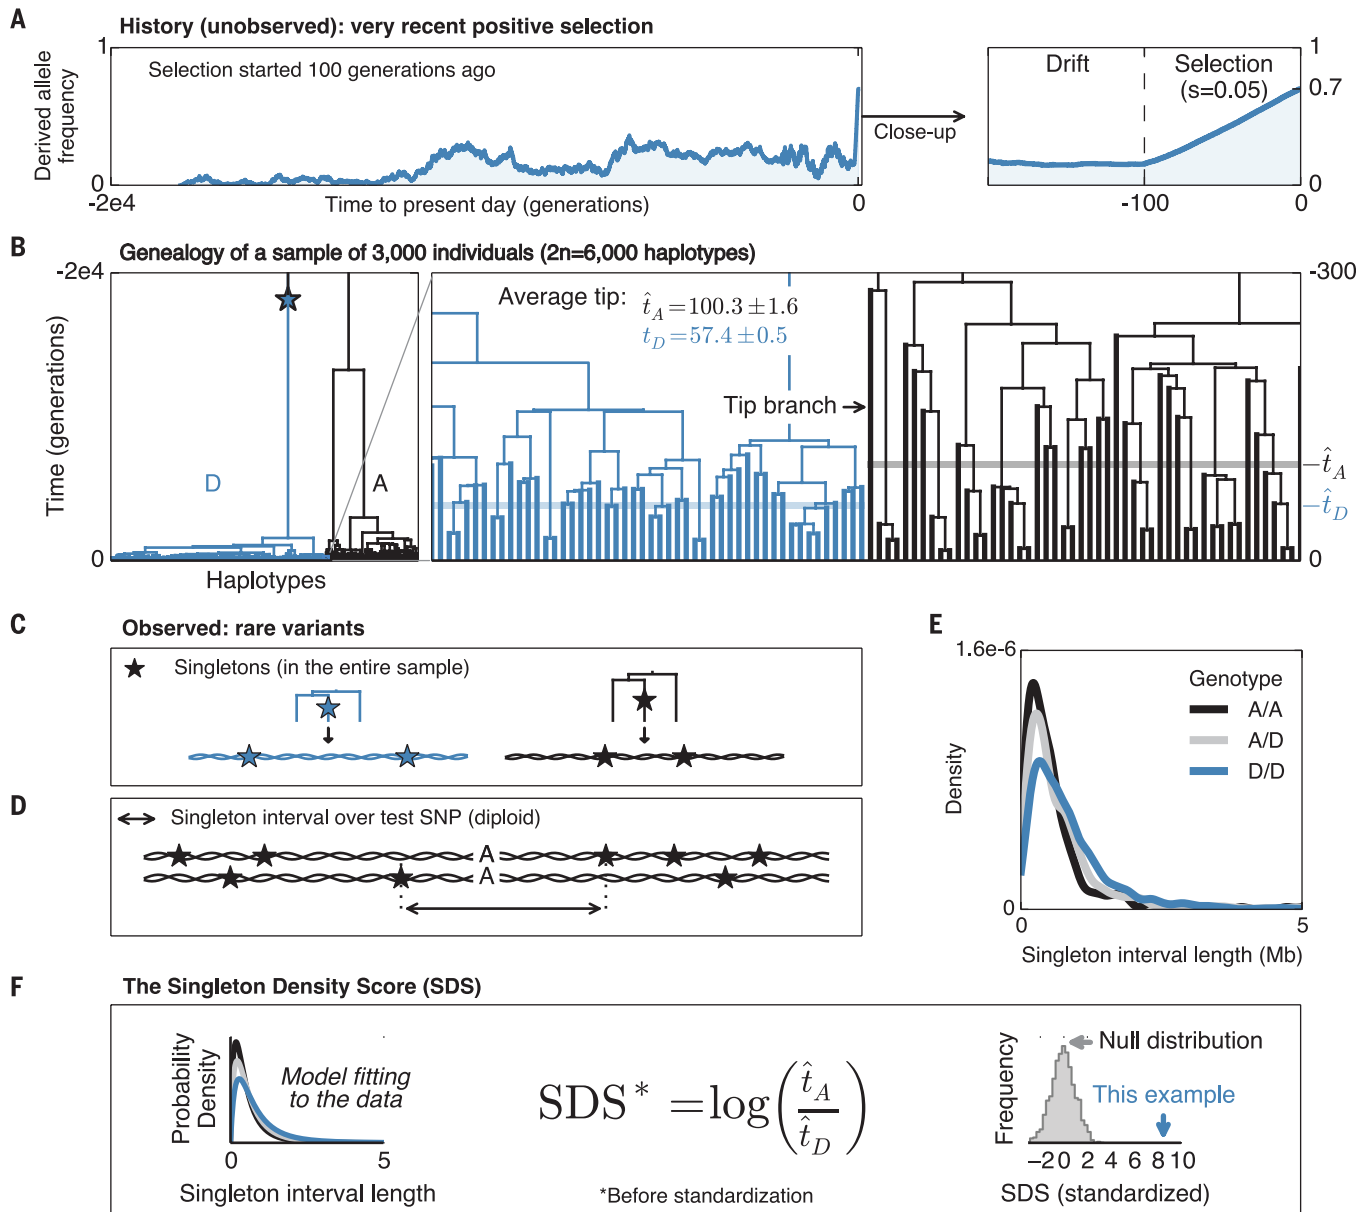 A
History (unobserved): very recent positive selection
Derived allele
frequency
1
0
Selection started 100 generations ago
-2e4
Time to present day (generations)
0
Close-up
Drift
Selection
(s=0.05)
1
0.7
0
-100
0
B
Genealogy of a sample of 3,000 individuals (2n=6,000 haplotypes)
Time (generations)
-2e4
0
D
A
Haplotypes
Average tip:
t̂_A=100.3 ±1.6
t_D=57.4 ±0.5
Tip branch
-300
t̂_A
t̂_D
0
C
Observed: rare variants
Singletons (in the entire sample)
D
Singleton interval over test SNP (diploid)
A
A
E
1.6e-6
Density
0
Genotype
A/A
A/D
D/D
0
5
Singleton interval length (Mb)
F
The Singleton Density Score (SDS)
Probability
Density
Model fitting
to the data
0
5
Singleton interval length
SDS* = log(t̂_A / t̂_D)
*Before standardization
Frequency
Null distribution
This example
−2 0 2 4 6 8 10
SDS (standardized)